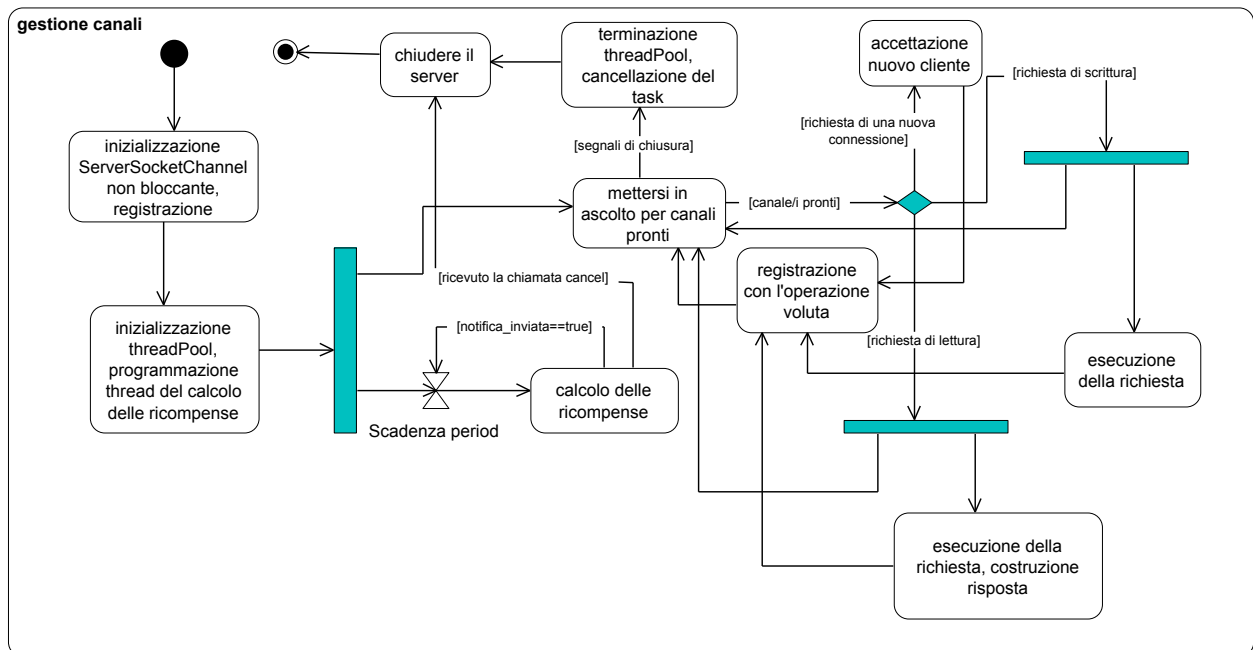 gestione canali
chiudere il
server
terminazione
threadPool,
cancellazione del
task
accettazione
nuovo cliente
[richiesta di scrittura]
[richiesta di una nuova
connessione]
[segnali di chiusura]
inizializzazione
ServerSocketChannel
non bloccante,
registrazione
mettersi in
ascolto per canali
pronti
[canale/i pronti]
[ricevuto la chiamata cancel]
registrazione
con l'operazione
voluta
[notifica_inviata==true]
[richiesta di lettura]
inizializzazione
threadPool,
programmazione
thread del calcolo
delle ricompense
calcolo delle
ricompense
esecuzione
della richiesta
Scadenza period
esecuzione della
richiesta, costruzione
risposta